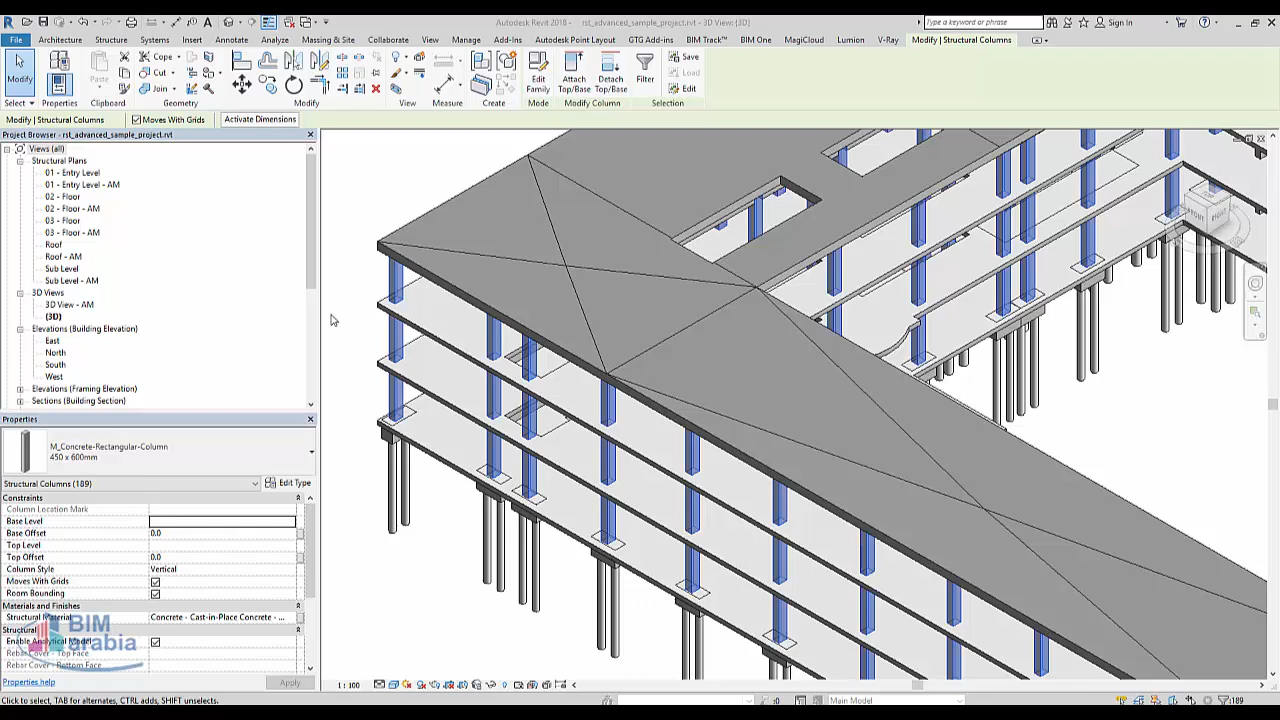 Autodesk Revit 2018 - rst_advanced_sample_project.rvt - 3D View: {3D}
Type a keyword or phrase
Sign In
File Architecture Structure Systems Insert Annotate Analyze Massing & Site Collaborate View Manage Add-Ins Autodesk Point Layout GTG Add-ins BIM Track™ BIM One MagiCloud Lumion V-Ray Modify | Structural Columns
Modify
Paste
Cope
Cut
Join
Edit Family
Attach Top/Base
Detach Top/Base
Filter
Save
Load
Edit
Select Properties Clipboard Geometry Modify View Measure Create Mode Modify Column Selection
Modify | Structural Columns Moves With Grids Activate Dimensions
Project Browser - rst_advanced_sample_project.rvt
Views (all)
Structural Plans
01 - Entry Level
01 - Entry Level - AM
02 - Floor
02 - Floor - AM
03 - Floor
03 - Floor - AM
Roof
Roof - AM
Sub Level
Sub Level - AM
3D Views
3D View - AM
{3D}
Elevations (Building Elevation)
East
North
South
West
Elevations (Framing Elevation)
Sections (Building Section)
Properties
M_Concrete-Rectangular-Column
450 x 600mm
Structural Columns (189) Edit Type
Constraints
Column Location Mark
Base Level
Base Offset 0.0
Top Level
Top Offset 0.0
Column Style Vertical
Moves With Grids
Room Bounding
Materials and Finishes
Structural Material Concrete - Cast-in-Place Concrete - ...
Structural
Enable Analytical Model
Rebar Cover - Top Face
Rebar Cover - Bottom Face
BIM
arabia
Properties help Apply
1 : 100
Click to select, TAB for alternates, CTRL adds, SHIFT unselects.
:0
Main Model
:189
TOP
FRONT
RIGHT